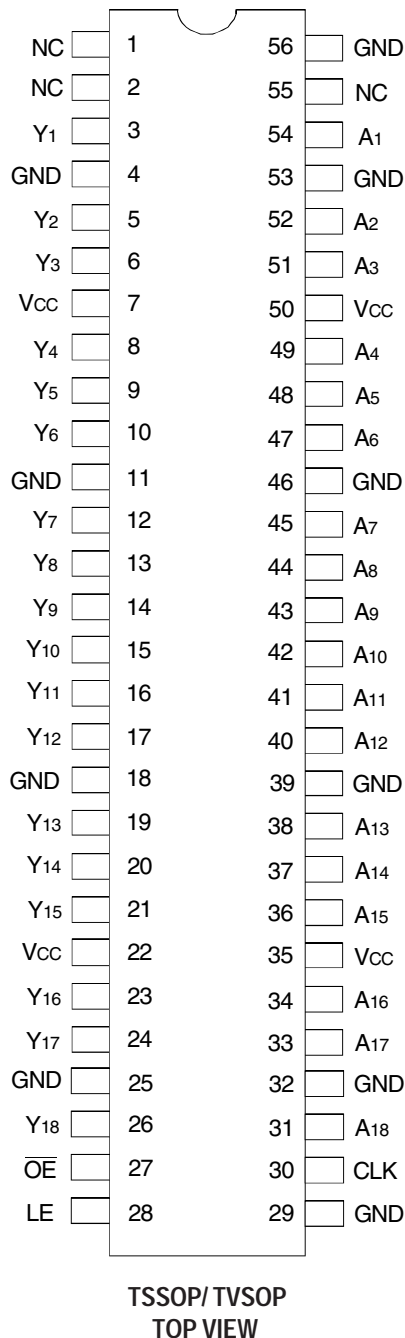 NC 1 56 GND
NC 2 55 NC
Y1 3 54 A1
GND 4 53 GND
Y2 5 52 A2
Y3 6 51 A3
VCC 7 50 VCC
Y4 8 49 A4
Y5 9 48 A5
Y6 10 47 A6
GND 11 46 GND
Y7 12 45 A7
Y8 13 44 A8
Y9 14 43 A9
Y10 15 42 A10
Y11 16 41 A11
Y12 17 40 A12
GND 18 39 GND
Y13 19 38 A13
Y14 20 37 A14
Y15 21 36 A15
VCC 22 35 VCC
Y16 23 34 A16
Y17 24 33 A17
GND 25 32 GND
Y18 26 31 A18
O̅E̅ 27 30 CLK
LE 28 29 GND
TSSOP/ TVSOP
TOP VIEW